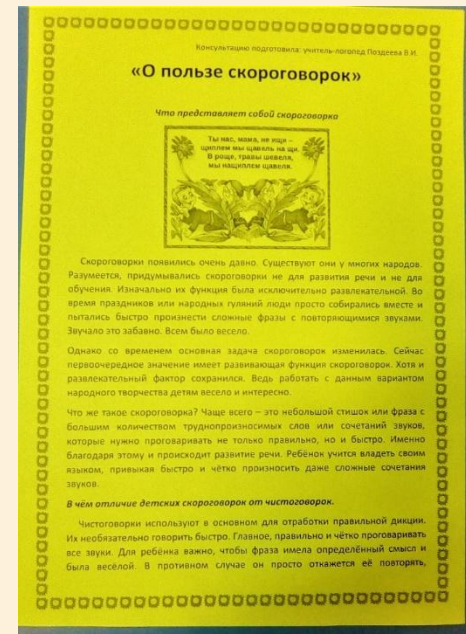 Консультацию подготовила: учитель-логопед Поздеева В.И.
«О пользе скороговорок»
Что представляет собой скороговорка
Ты нас, мама, не ищи –
щиплем мы щавель на щи.
В роще, травы шевеля,
мы нащиплем щавеля.
Скороговорки появились очень давно. Существуют они у многих народов.
Разумеется, придумывались скороговорки не для развития речи и не для
обучения. Изначально их функция была исключительно развлекательной. Во
время праздников или народных гуляний люди просто собирались вместе и
пытались быстро произнести сложные фразы с повторяющимися звуками.
Звучало это забавно. Всем было весело.
Однако со временем основная задача скороговорок изменилась. Сейчас
первоочередное значение имеет развивающая функция скороговорок. Хотя и
развлекательный фактор сохранился. Ведь работать с данным вариантом
народного творчества детям весело и интересно.
Что же такое скороговорка? Чаще всего – это небольшой стишок или фраза с
большим количеством труднопроизносимых слов или сочетаний звуков,
которые нужно проговаривать не только правильно, но и быстро. Именно
благодаря этому и происходит развитие речи. Ребёнок учится владеть своим
языком, привыкая быстро и чётко произносить даже сложные сочетания
звуков.
В чём отличие детских скороговорок от чистоговорок.
Чистоговорки используют в основном для отработки правильной дикции.
Их необязательно говорить быстро. Главное, правильно и чётко проговаривать
все звуки. Для ребёнка важно, чтобы фраза имела определённый смысл и
была весёлой. В противном случае он просто откажется её повторять,